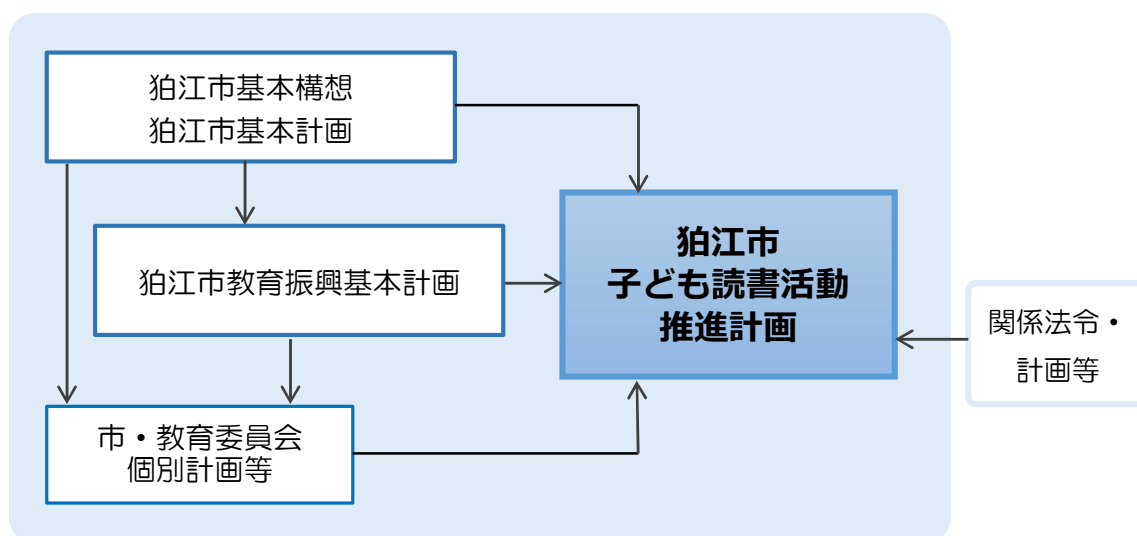 狛江市基本構想
狛江市基本計画
狛江市教育振興基本計画
市・教育委員会
個別計画等
狛江市
子ども読書活動
推進計画
関係法令・
計画等